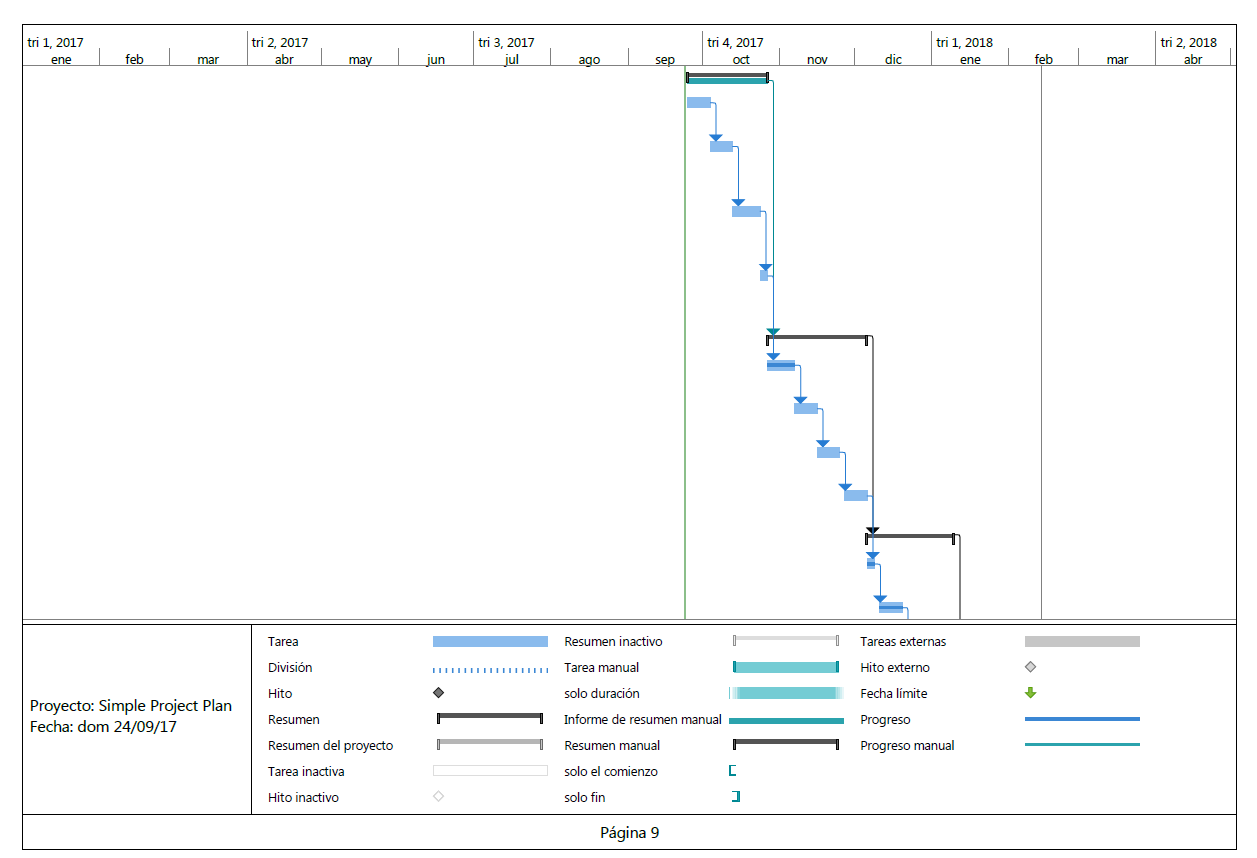 tri 1, 2017 tri 2, 2017 tri 3, 2017 tri 4, 2017 tri 1, 2018 tri 2, 2018
ene feb mar abr may jun jul ago sep oct nov dic ene feb mar abr
Tarea
División
Hito
Resumen
Resumen del proyecto
Tarea inactiva
Hito inactivo
Resumen inactivo
Tarea manual
solo duración
Informe de resumen manual
Resumen manual
solo el comienzo
solo fin
Tareas externas
Hito externo
Fecha límite
Progreso
Progreso manual
Proyecto: Simple Project Plan
Fecha: dom 24/09/17
Página 9